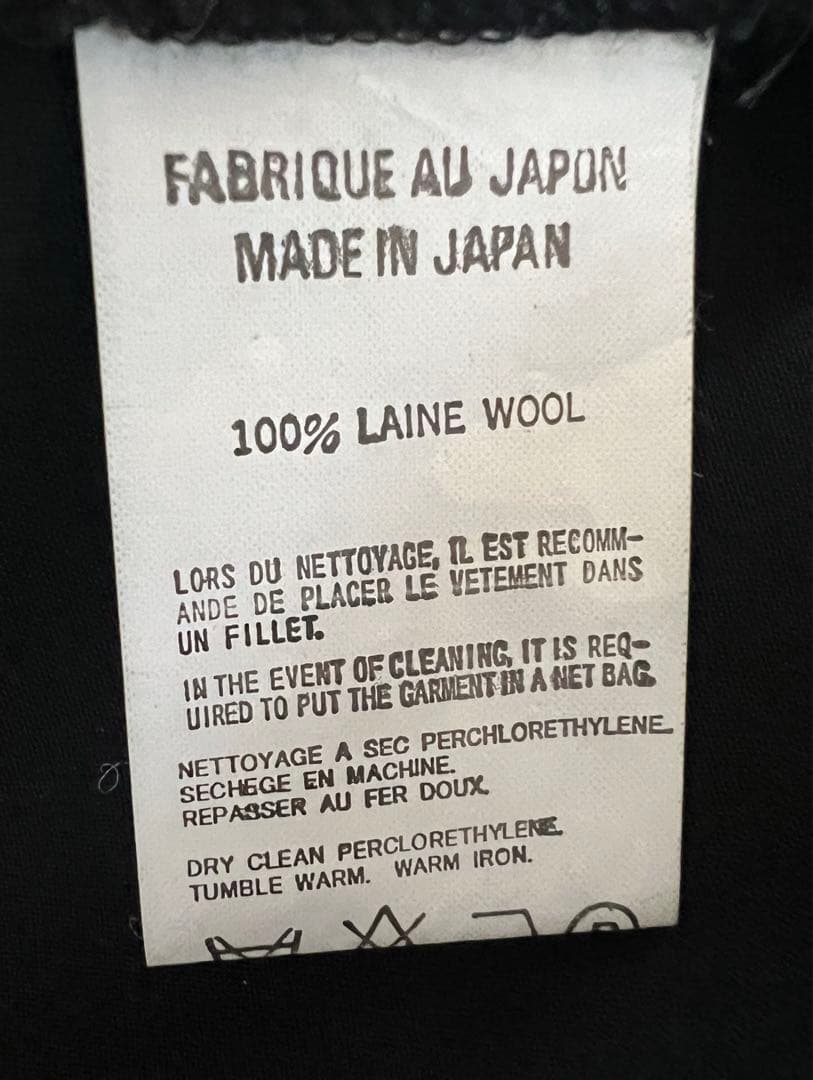 FABRIQUE AU JAPON
MADE IN JAPAN
100% LAINE WOOL
LORS DU NETTOYAGE, IL EST RECOMM-
ANDE DE PLACER LE VETEMENT DANS
UN FILLET.
IN THE EVENT OF CLEANING, IT IS REQ-
UIRED TO PUT THE GARMENT IN A NET BAG.
NETTOYAGE A SEC PERCHLORETHYLENE.
SECHEGE EN MACHINE.
REPASSER AU FER DOUX.
DRY CLEAN PERCLORETHYLENE.
TUMBLE WARM. WARM IRON.